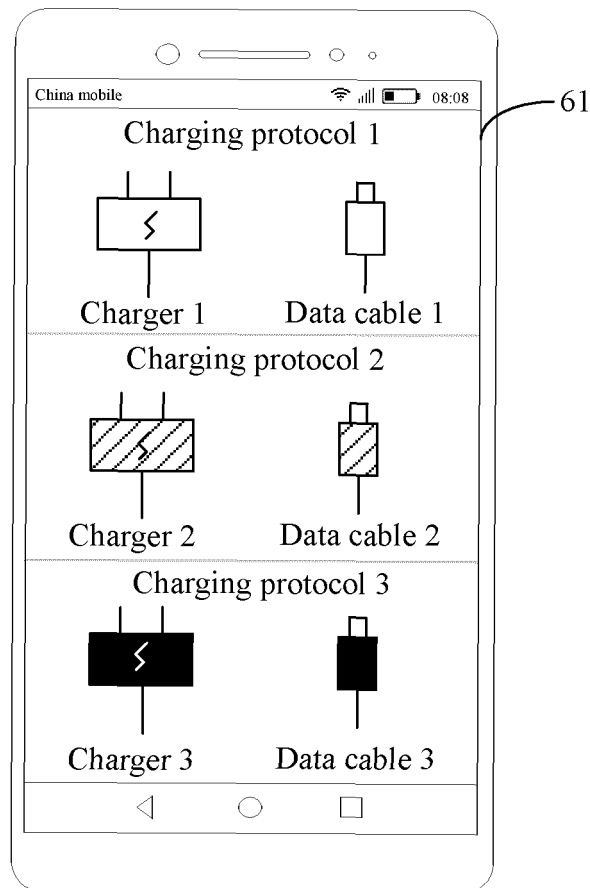 China mobile 08:08
61
Charging protocol 1
Charger 1 Data cable 1
Charging protocol 2
Charger 2 Data cable 2
Charging protocol 3
Charger 3 Data cable 3